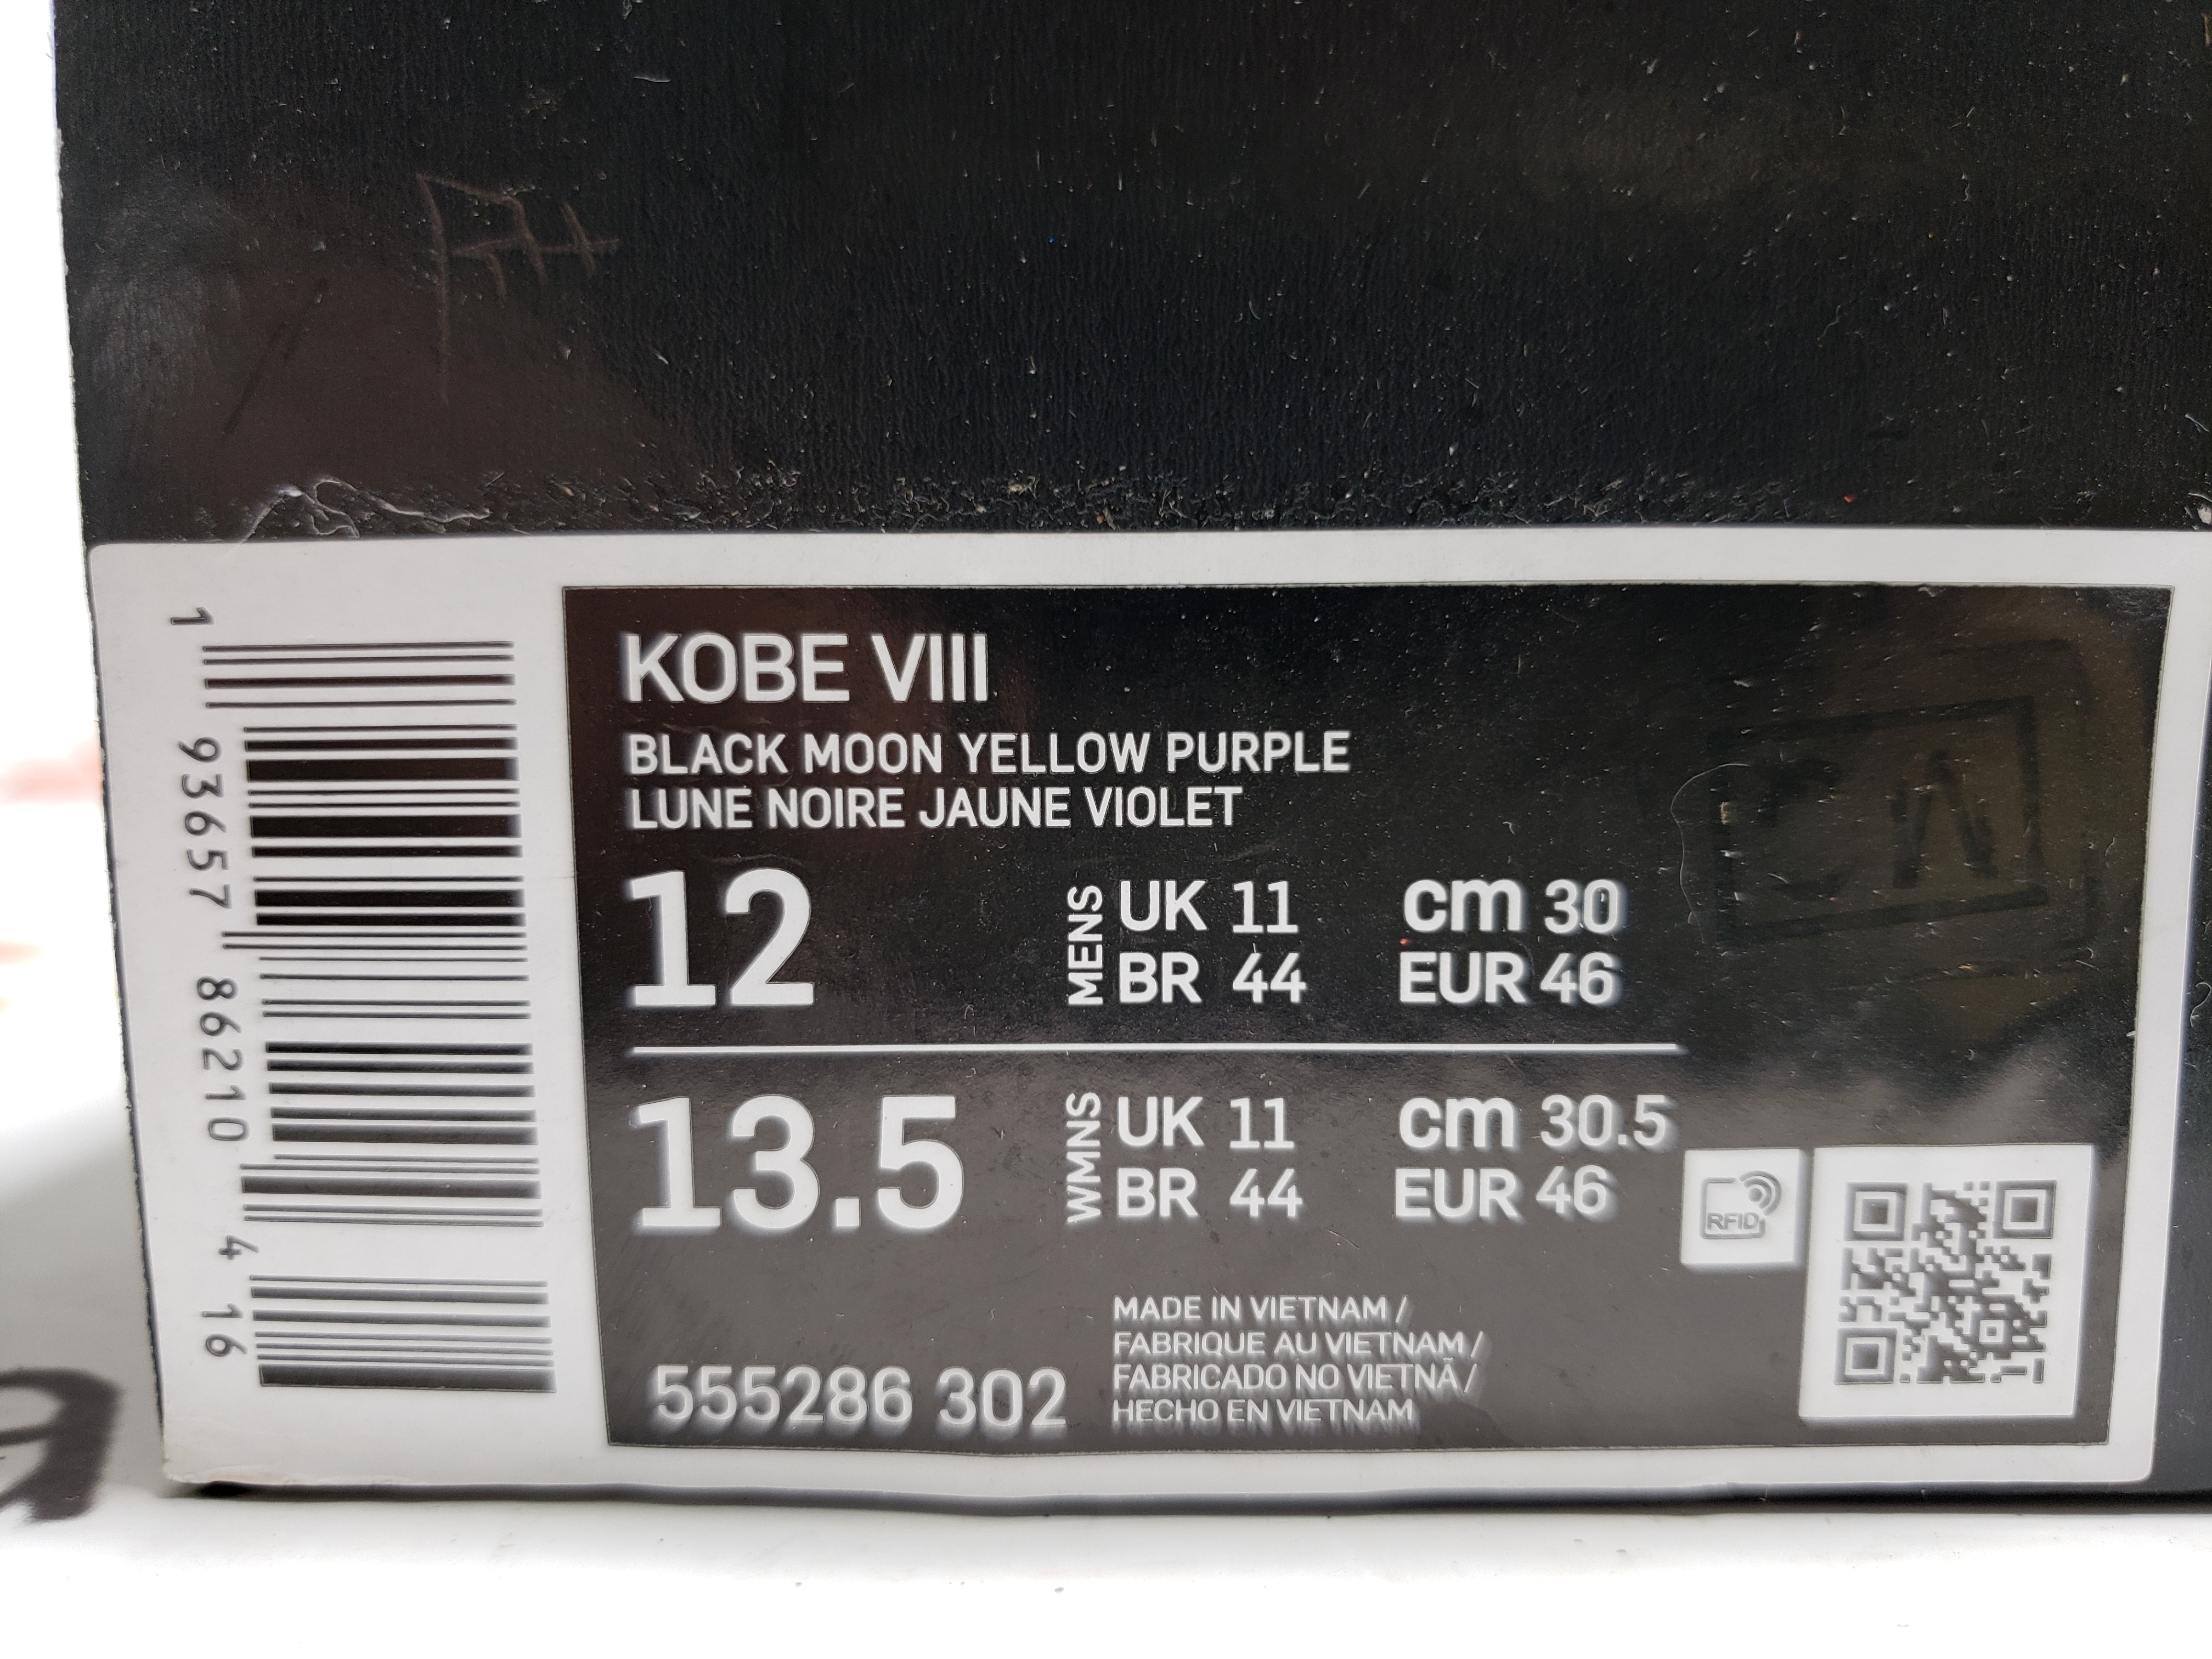 KOBE VIII
BLACK MOON YELLOW PURPLE
LUNE NOIRE JAUNE VIOLET
12
MENS
UK 11 cm 30
BR 44 EUR 46
13.5
WMNS
UK 11 cm 30.5
BR 44 EUR 46
RFID
MADE IN VIETNAM /
FABRIQUE AU VIETNAM /
FABRICADO NO VIETNÃ /
HECHO EN VIETNAM
555286 302
1 93657 86210 4 16